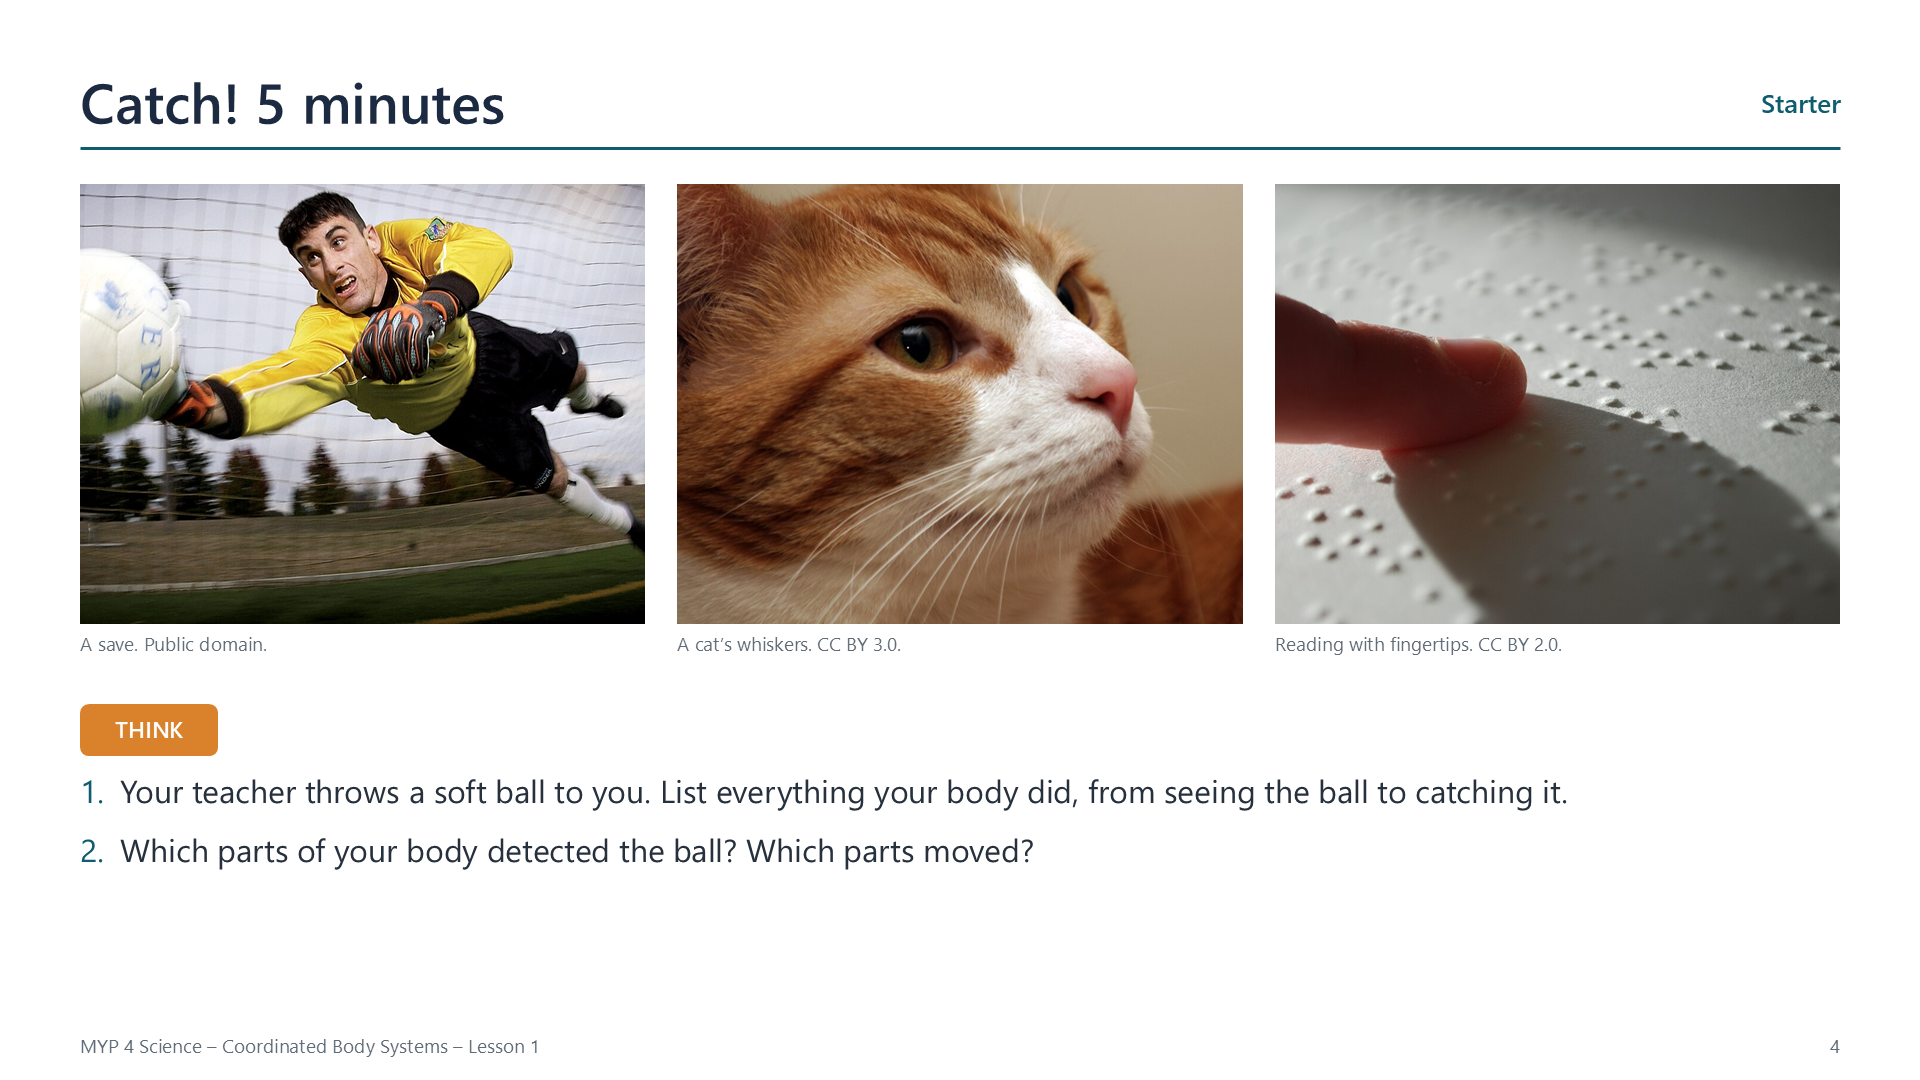 Catch! 5 minutes
Starter
A save. Public domain.
A cat’s whiskers. CC BY 3.0.
Reading with fingertips. CC BY 2.0.
THINK
1. Your teacher throws a soft ball to you. List everything your body did, from seeing the ball to catching it.
2. Which parts of your body detected the ball? Which parts moved?
MYP 4 Science – Coordinated Body Systems – Lesson 1
4